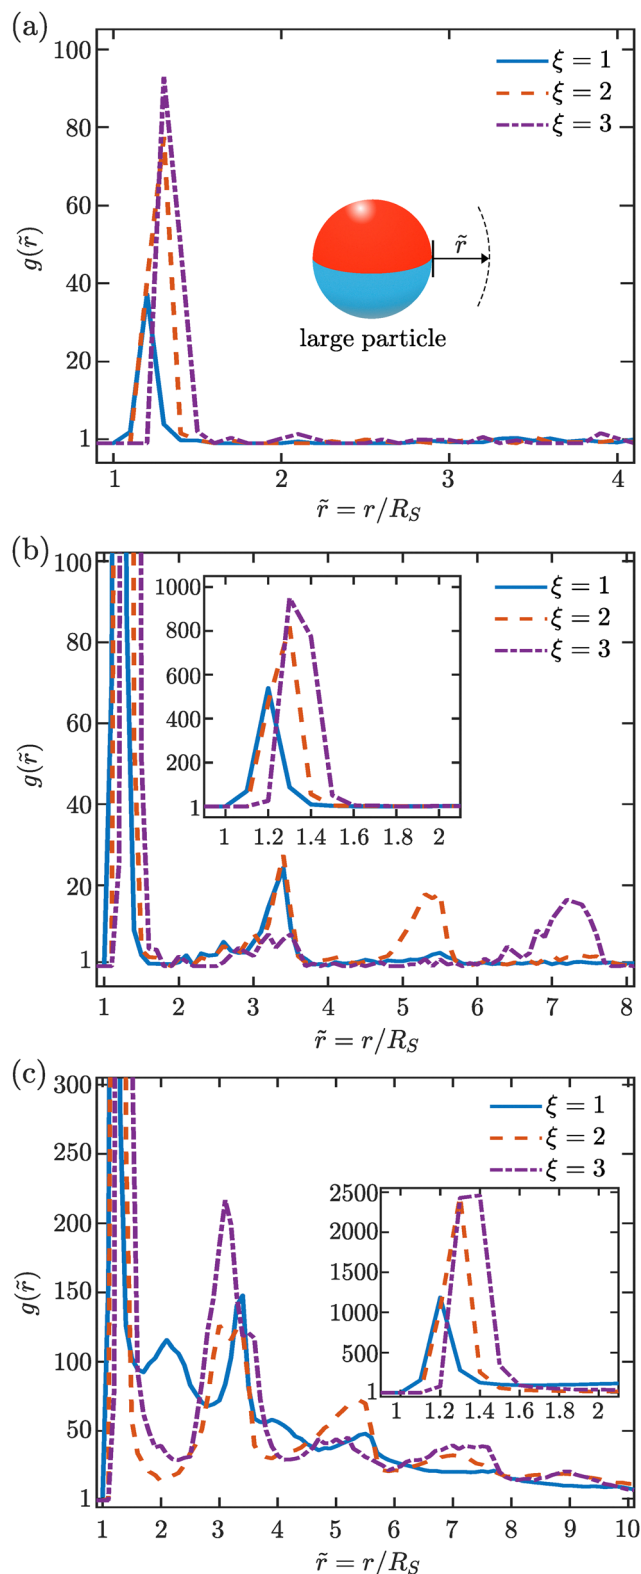 (a)
100
80
60
40
20
1
g(r̃)
ξ = 1
ξ = 2
ξ = 3
r̃
large particle
1 2 3 4
r̃ = r/R_S
(b)
100
80
60
40
20
1
g(r̃)
ξ = 1
ξ = 2
ξ = 3
1000
800
600
400
200
1
1 1.2 1.4 1.6 1.8 2
1 2 3 4 5 6 7 8
r̃ = r/R_S
(c)
300
250
200
150
100
50
1
g(r̃)
ξ = 1
ξ = 2
ξ = 3
2500
2000
1500
1000
500
1
1 1.2 1.4 1.6 1.8 2
1 2 3 4 5 6 7 8 9 10
r̃ = r/R_S